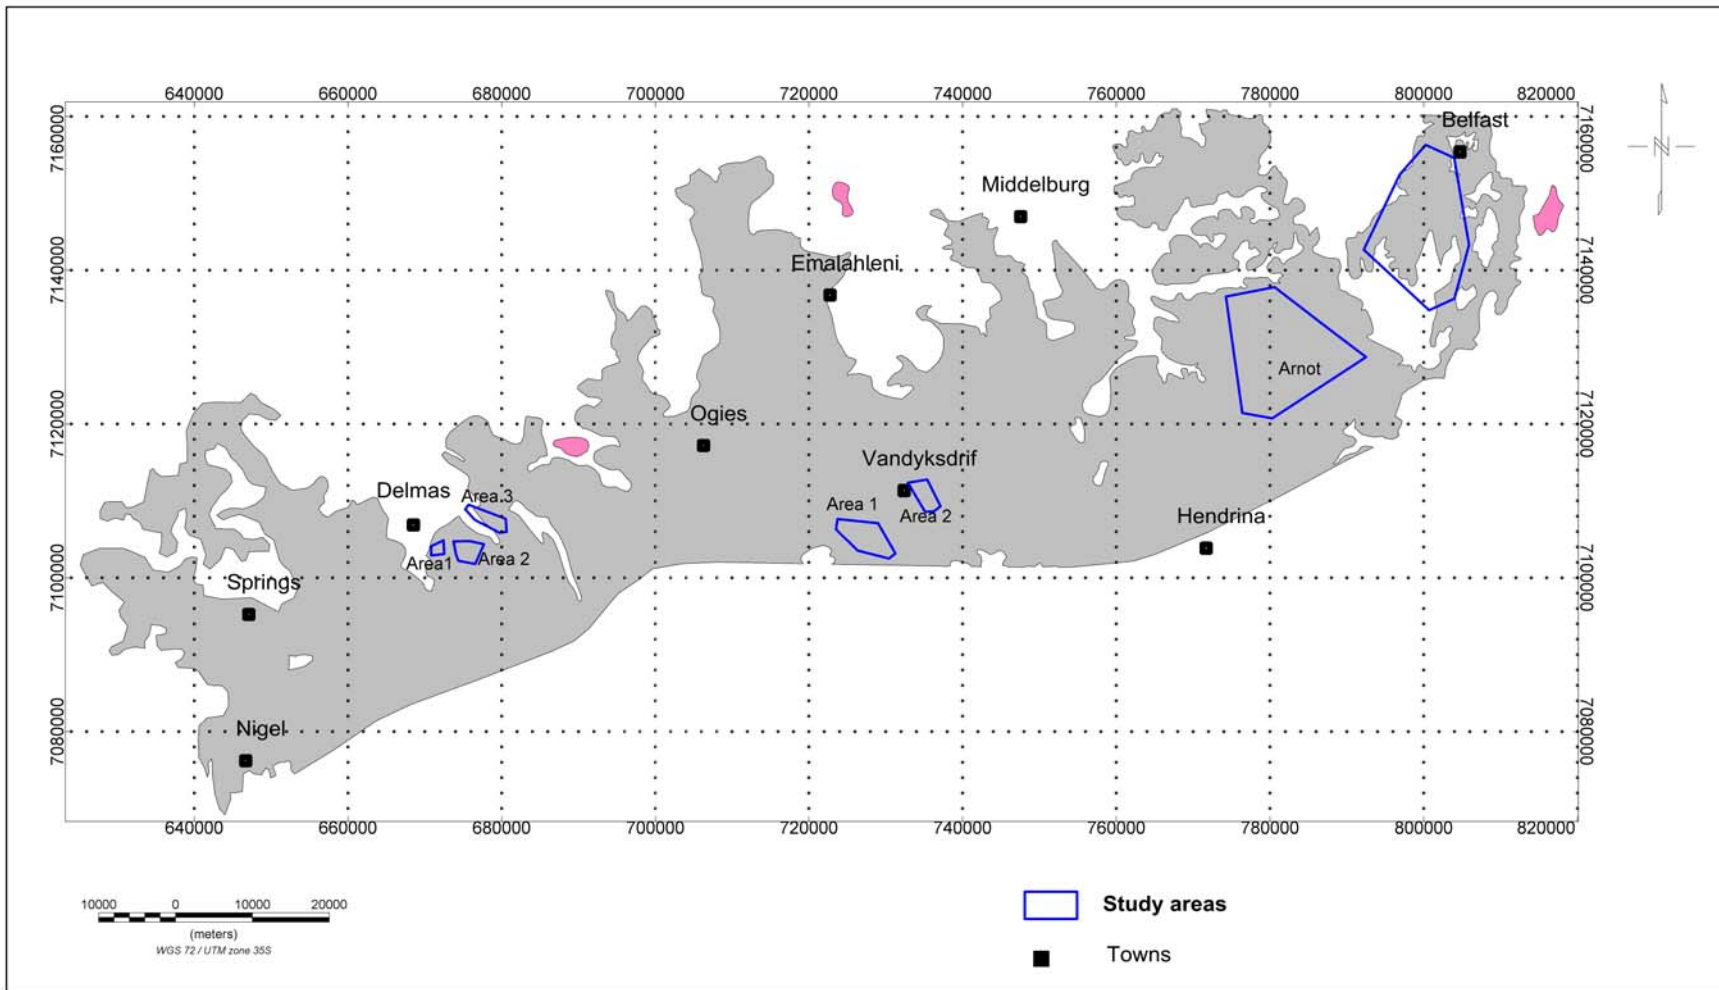 640000 660000 680000 700000 720000 740000 760000 780000 800000 820000
7160000 7160000
Belfast
Middelburg
Emalahleni
7140000 7140000
Arnot
Ogies
7120000 7120000
Vandyksdrif
Delmas
Area 3
Area 1
Area 2
Hendrina
Area1
Area 2
Springs
7100000 7100000
Nigel
7080000 7080000
640000 660000 680000 700000 720000 740000 760000 780000 800000 820000
10000 0 10000 20000
(meters)
WGS 72 / UTM zone 35S
Study areas
Towns
N